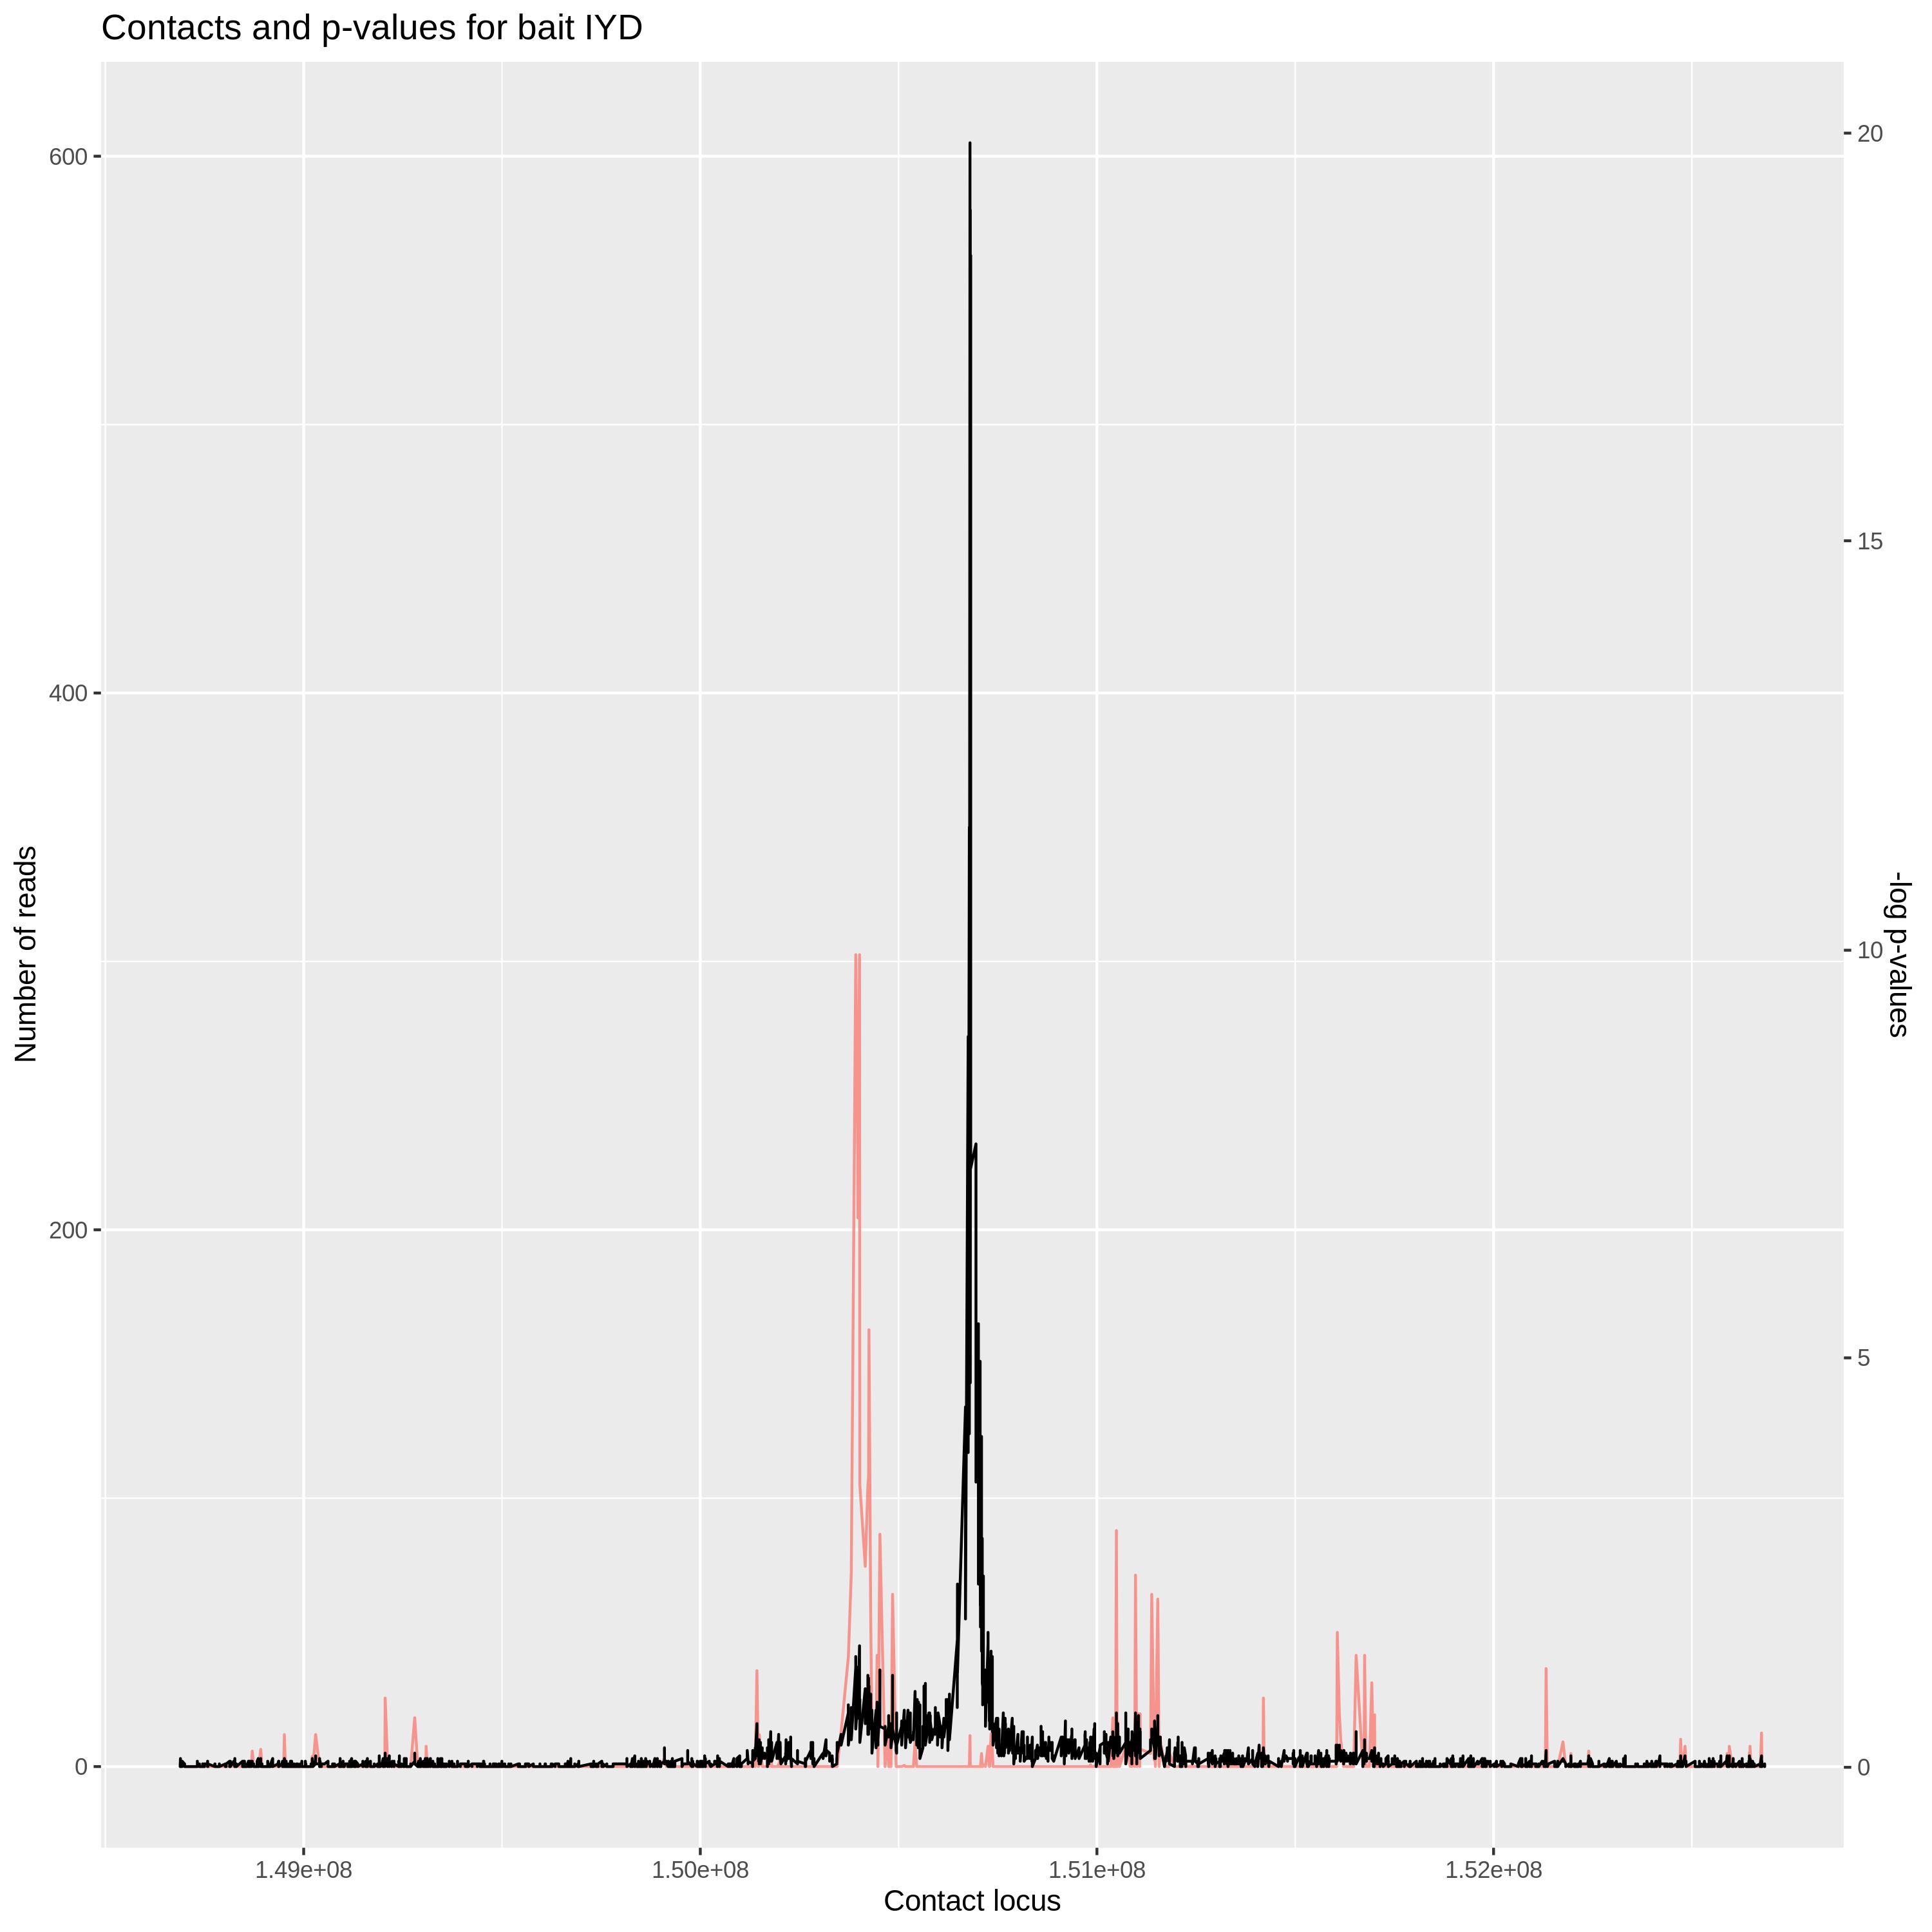 Contacts and p-values for bait IYD
600
400
200
0
20
15
10
5
0
Number of reads
-log p-values
1.49e+08
1.50e+08
1.51e+08
1.52e+08
Contact locus